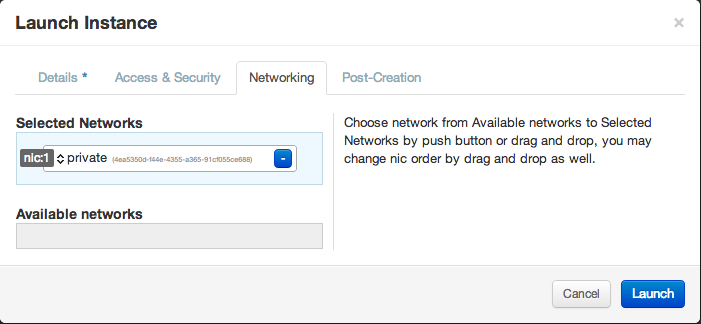 Launch Instance ×
Details * Access & Security Networking Post-Creation
Selected Networks
nic:1 private (4ea5350d-f44e-4355-a365-91cf055ce688) -
Available networks
Choose network from Available networks to Selected
Networks by push button or drag and drop, you may
change nic order by drag and drop as well.
Cancel Launch